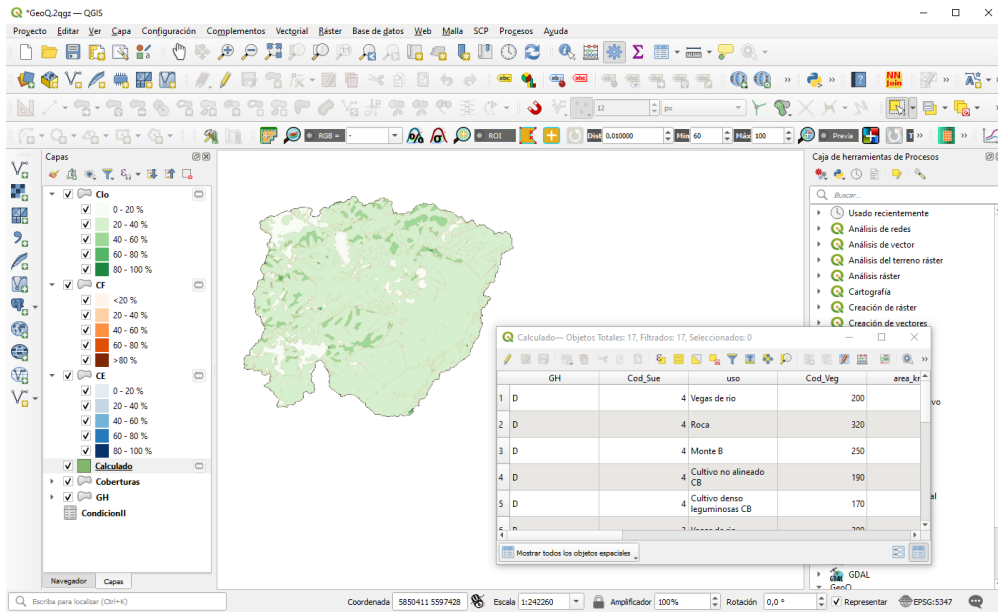 *GeoQ.2qgz — QGIS
Proyecto Editar Ver Capa Configuración Complementos Vectorial Ráster Base de datos Web Malla SCP Procesos Ayuda
abc abc abc
NN Join
12 px
RGB = - ROI Dist 0,010000 Mín 60 Máx 100 Previa T
Capas
Clo
0 - 20 %
20 - 40 %
40 - 60 %
60 - 80 %
80 - 100 %
CF
<20 %
20 - 40 %
40 - 60 %
60 - 80 %
>80 %
CE
0 - 20 %
20 - 40 %
40 - 60 %
60 - 80 %
80 - 100 %
Calculado
Coberturas
GH
CondicionII
Navegador Capas
Caja de herramientas de Procesos
Buscar...
Usado recientemente
Análisis de redes
Análisis de vector
Análisis del terreno ráster
Análisis ráster
Cartografía
Creación de ráster
Creación de vectores
GDAL
GeoQ
Calculado— Objetos Totales: 17, Filtrados: 17, Seleccionados: 0
GH Cod_Sue uso Cod_Veg
1 D 4 Vegas de rio 200
2 D 4 Roca 320
3 D 4 Monte B 250
4 D 4 Cultivo no alineado CB 190
5 D 4 Cultivo denso leguminosas CB 170
Mostrar todos los objetos espaciales
Escriba para localizar (Ctrl+K)
Coordenada 5850411 5597428 Escala 1:242260 Amplificador 100% Rotación 0,0 ° Representar EPSG:5347